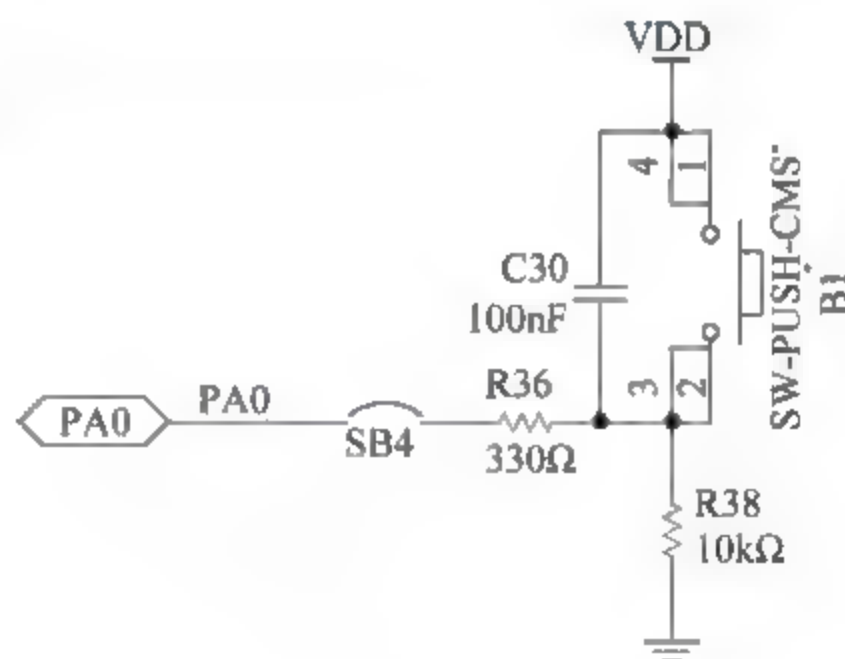 VDD
4
1
SW-PUSH-CMS
B1
C30
100nF
3
2
R36
330Ω
PA0
PA0
SB4
R38
10kΩ